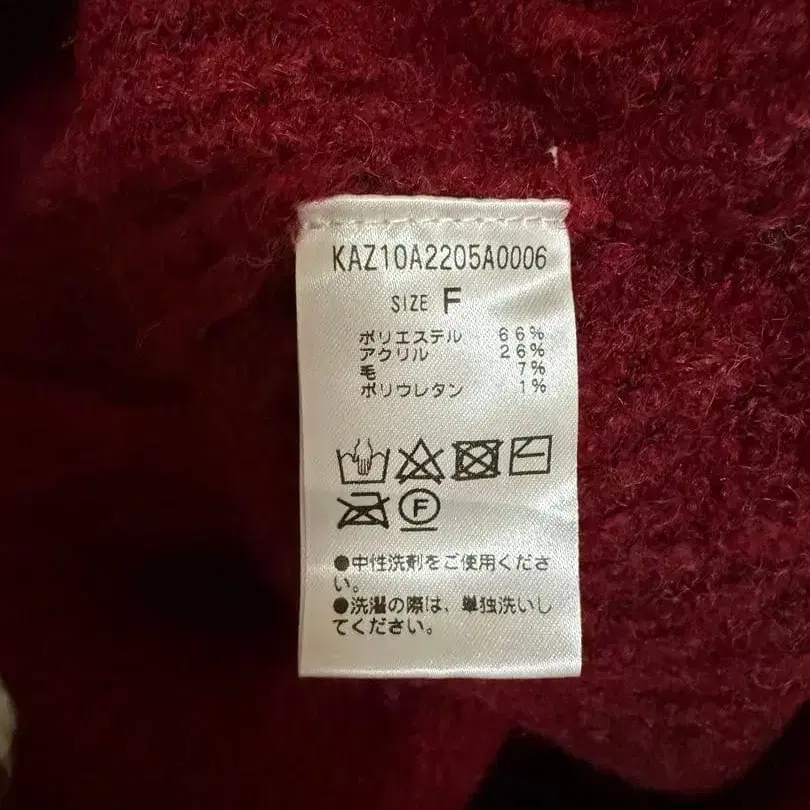 KAZ10A2205A0006
SIZE F
ポリエステル 66%
アクリル 26%
毛 7%
ポリウレタン 1%
F
●中性洗剤をご使用くださ
い。
●洗濯の際は、単独洗いし
てください。